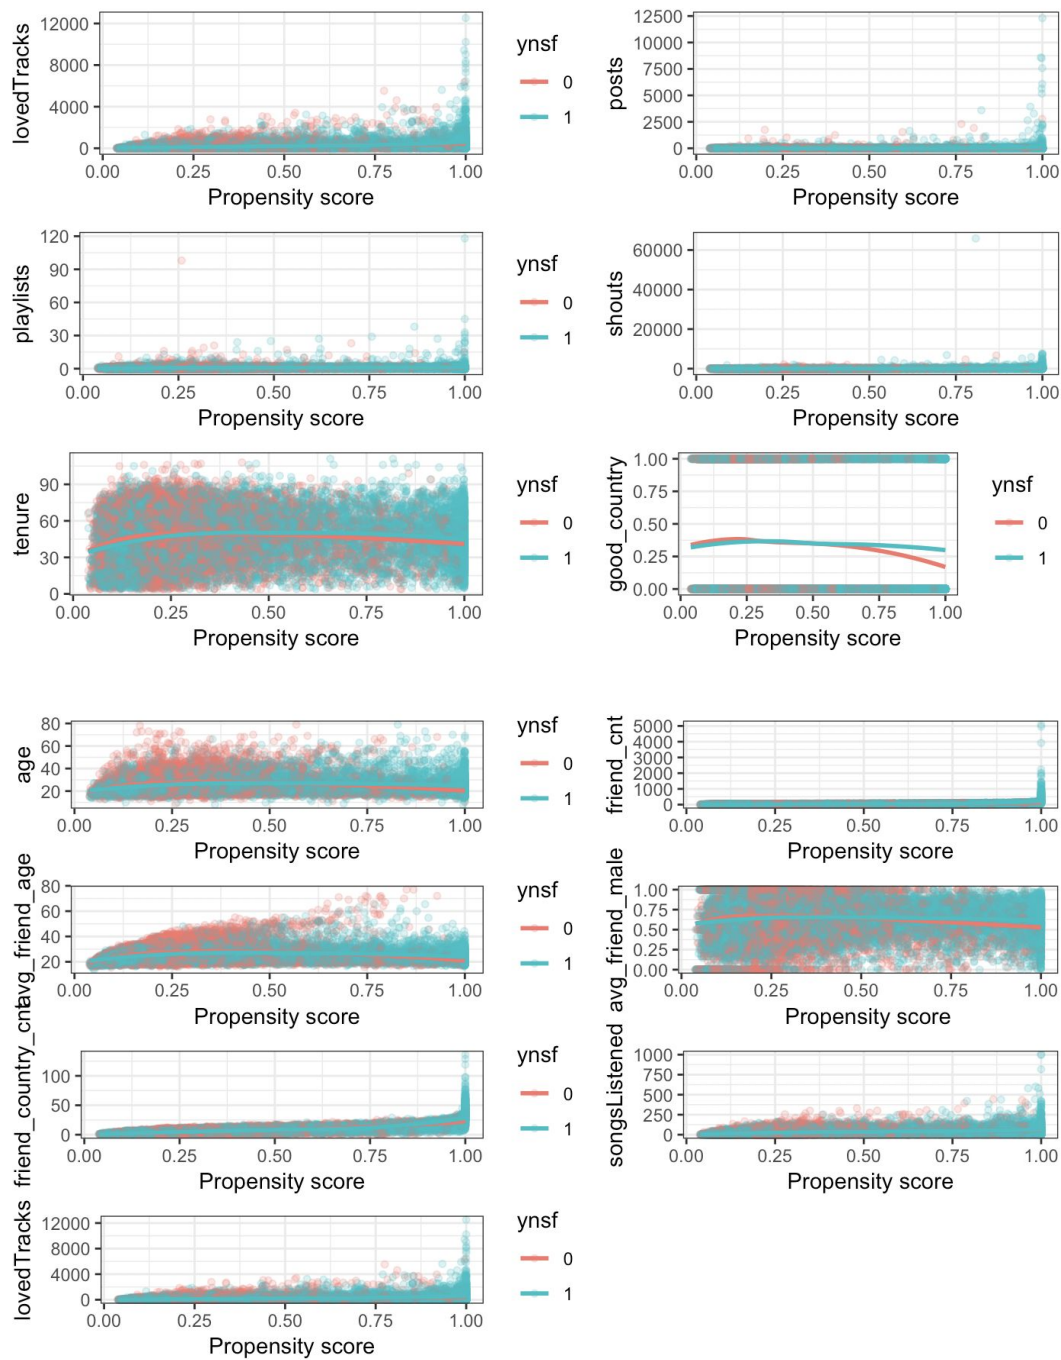 lovedTracks
12000
8000
4000
0
0.00 0.25 0.50 0.75 1.00
Propensity score
ynsf
0
1
posts
12500
10000
7500
5000
2500
0
0.00 0.25 0.50 0.75 1.00
Propensity score
playlists
120
90
60
30
0
0.00 0.25 0.50 0.75 1.00
Propensity score
ynsf
0
1
shouts
60000
40000
20000
0
0.00 0.25 0.50 0.75 1.00
Propensity score
tenure
90
60
30
0
0.00 0.25 0.50 0.75 1.00
Propensity score
ynsf
0
1
good_country
1.00
0.75
0.50
0.25
0.00
0.00 0.25 0.50 0.75 1.00
Propensity score
ynsf
0
1
age
80
60
40
20
0.00 0.25 0.50 0.75 1.00
Propensity score
ynsf
0
1
friend_cnt
5000
4000
3000
2000
1000
0
0.00 0.25 0.50 0.75 1.00
Propensity score
avg_friend_age
80
60
40
20
0.00 0.25 0.50 0.75 1.00
Propensity score
ynsf
0
1
avg_friend_male
1.00
0.75
0.50
0.25
0.00
0.00 0.25 0.50 0.75 1.00
Propensity score
friend_country_cnt
100
50
0
0.00 0.25 0.50 0.75 1.00
Propensity score
ynsf
0
1
songsListened
1000
750
500
250
0
0.00 0.25 0.50 0.75 1.00
Propensity score
lovedTracks
12000
8000
4000
0
0.00 0.25 0.50 0.75 1.00
Propensity score
ynsf
0
1